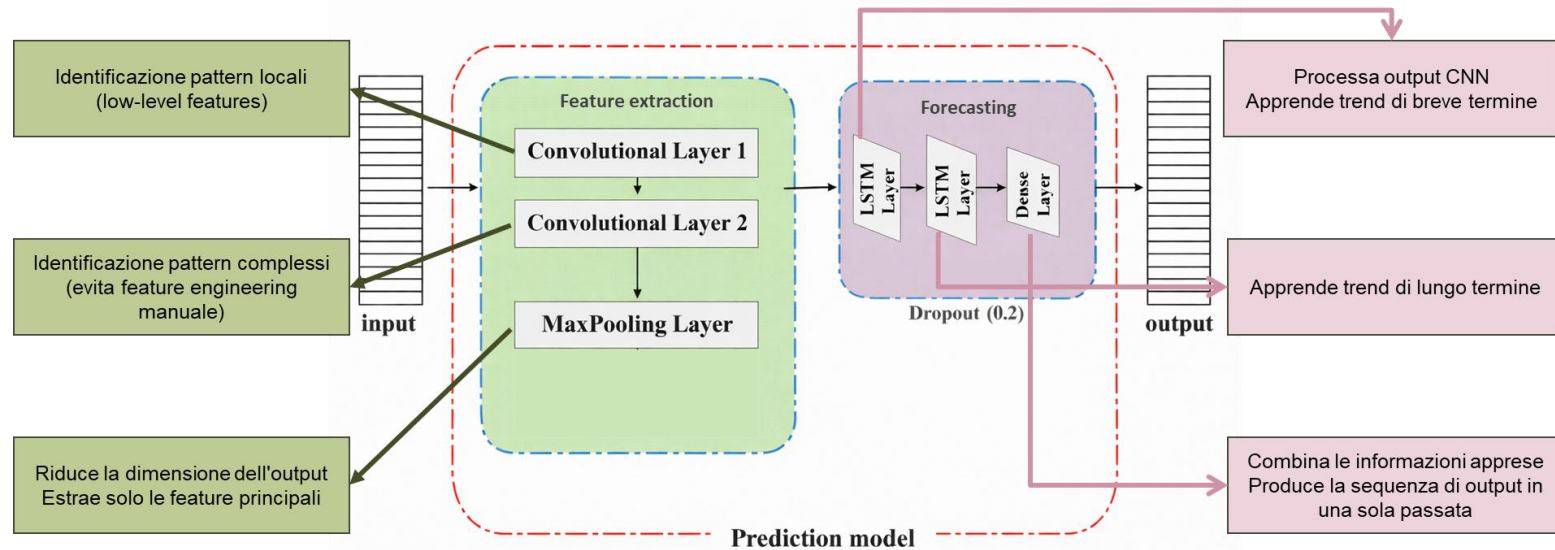 Identificazione pattern locali
(low-level features)
Identificazione pattern complessi
(evita feature engineering
manuale)
Riduce la dimensione dell'output
Estrae solo le feature principali
input
Feature extraction
Convolutional Layer 1
Convolutional Layer 2
MaxPooling Layer
Forecasting
LSTM
Layer
LSTM
Layer
Dense
Layer
Dropout (0.2)
Prediction model
output
Processa output CNN
Apprende trend di breve termine
Apprende trend di lungo termine
Combina le informazioni apprese
Produce la sequenza di output in
una sola passata